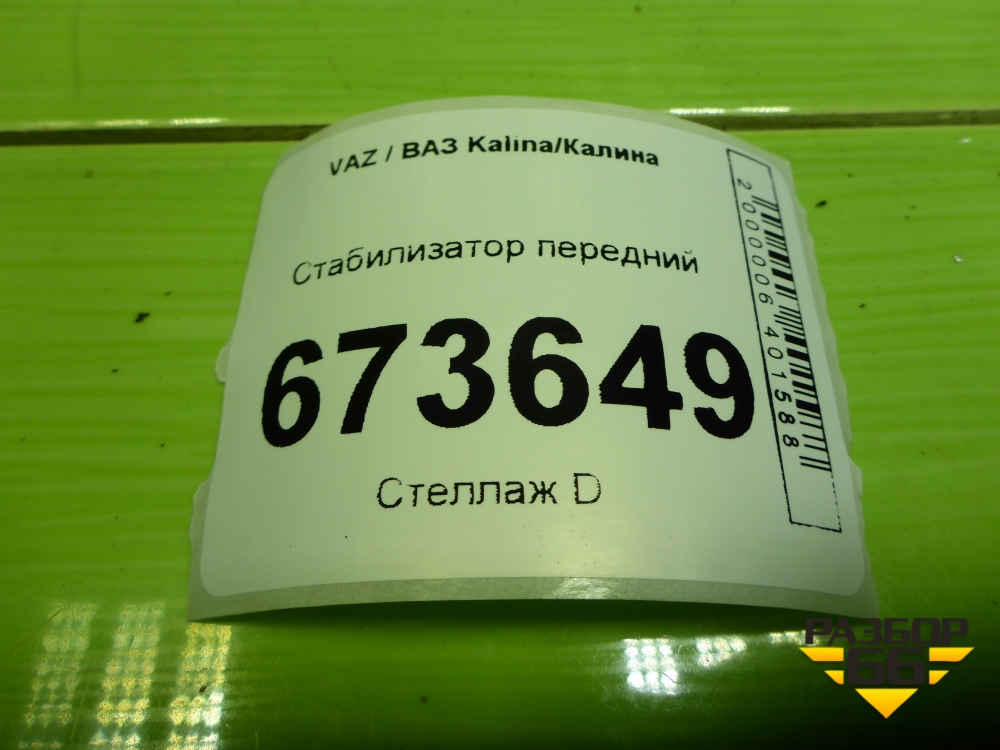 VAZ / ВАЗ Kalina/Калина
Стабилизатор передний
673649
Стеллаж D
2000006401588
РАЗБОР
66